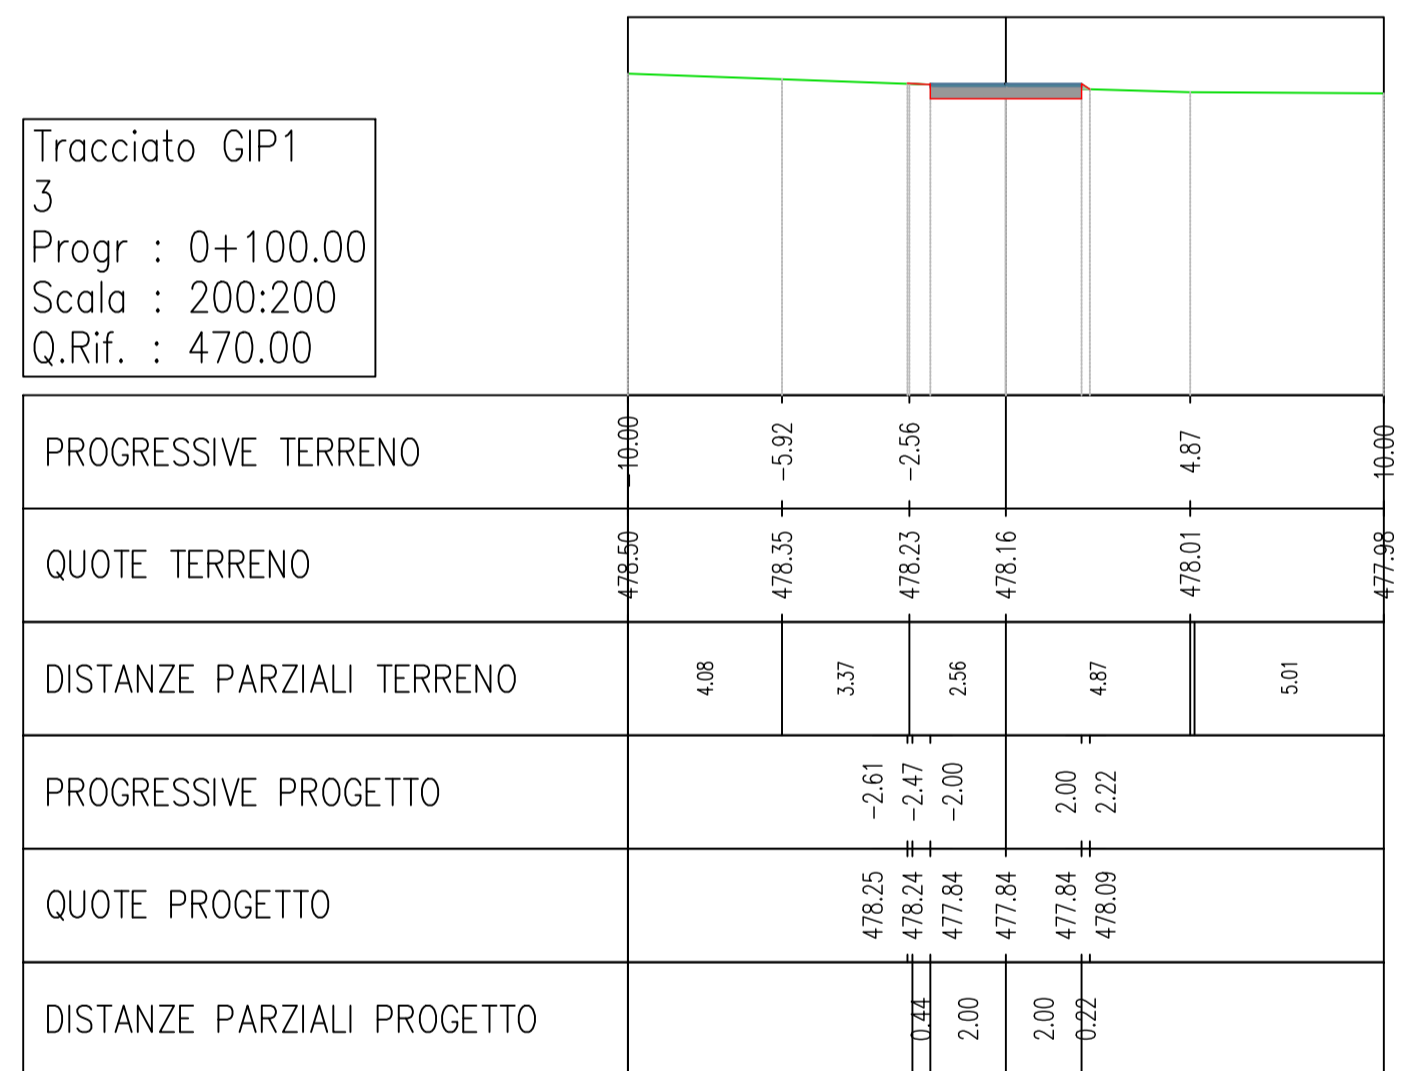 Tracciato GIP1
3
Progr : 0+100.00
Scala : 200:200
Q.Rif. : 470.00
PROGRESSIVE TERRENO -10.00 -5.92 -2.56 4.87 10.00
QUOTE TERRENO 478.50 478.35 478.23 478.16 478.01 477.98
DISTANZE PARZIALI TERRENO 4.08 3.37 2.56 4.87 5.01
PROGRESSIVE PROGETTO -2.61 -2.47 -2.00 2.00 2.22
QUOTE PROGETTO 478.25 478.24 477.84 477.84 477.84 478.09
DISTANZE PARZIALI PROGETTO 0.44 2.00 2.00 0.22